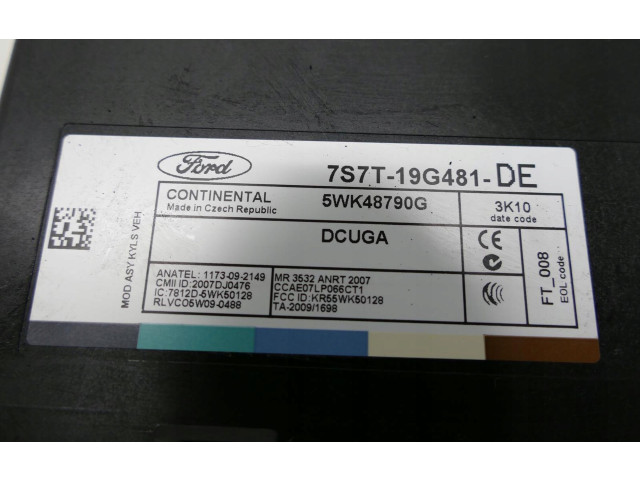 Ford
7S7T-19G481-DE
CONTINENTAL
Made in Czech Republic
5WK48790G
3K10
date code
MOD ASY KYLS VEH
DCUGA
CE
FT_008
EOL code
ANATEL: 1173-09-2149
CMII ID:2007DJ0476
IC:7812D-5WK50128
RLVCO5W09-0488
MR 3532 ANRT 2007
CCAE07LP066CT1
FCC ID:KR55WK50128
TA-2009/1698